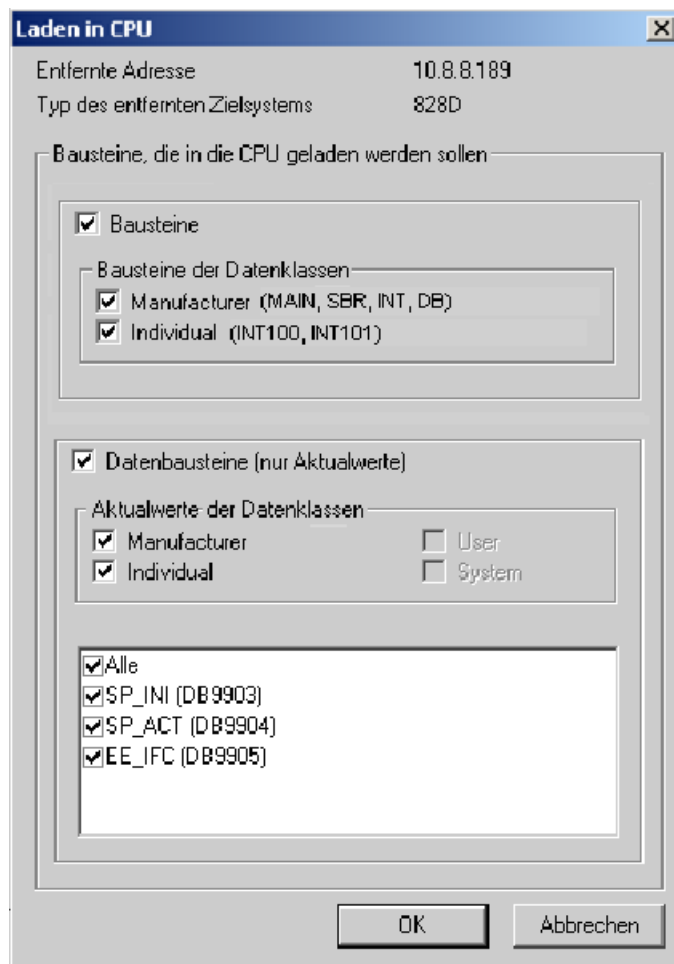 Laden in CPU
Entfernte Adresse 10.8.8.189
Typ des entfernten Zielsystems 828D
Bausteine, die in die CPU geladen werden sollen
Bausteine
Bausteine der Datenklassen
Manufacturer (MAIN, SBR, INT, DB)
Individual (INT100, INT101)
Datenbausteine (nur Aktualwerte)
Aktualwerte der Datenklassen
Manufacturer User
Individual System
Alle
SP_INI (DB9903)
SP_ACT (DB9904)
EE_IFC (DB9905)
OK Abbrechen